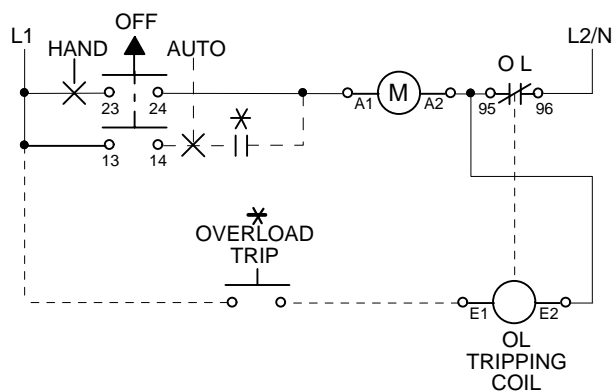 OFF
L1 HAND AUTO L2/N
O L
23 24 A1 M A2 95 96
13 14
OVERLOAD
TRIP
E1 E2
OL
TRIPPING
COIL